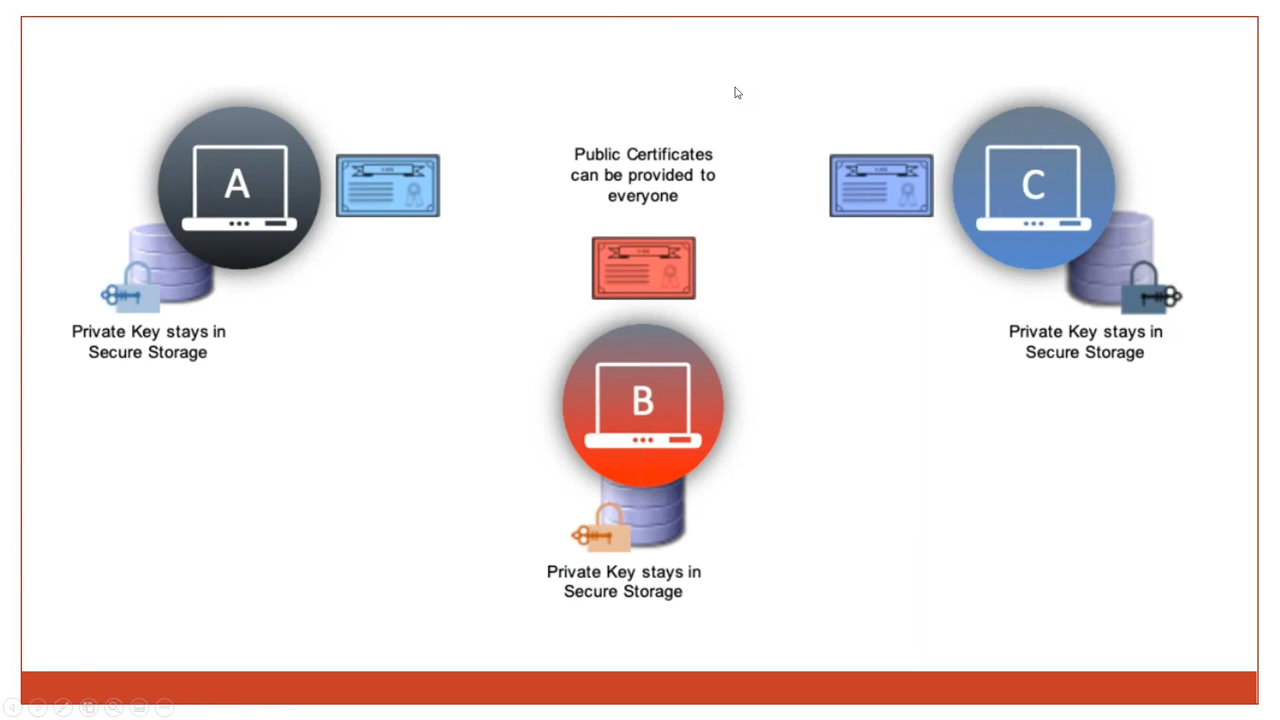 A
Public Certificates
can be provided to
everyone
C
Private Key stays in
Secure Storage
Private Key stays in
Secure Storage
B
Private Key stays in
Secure Storage